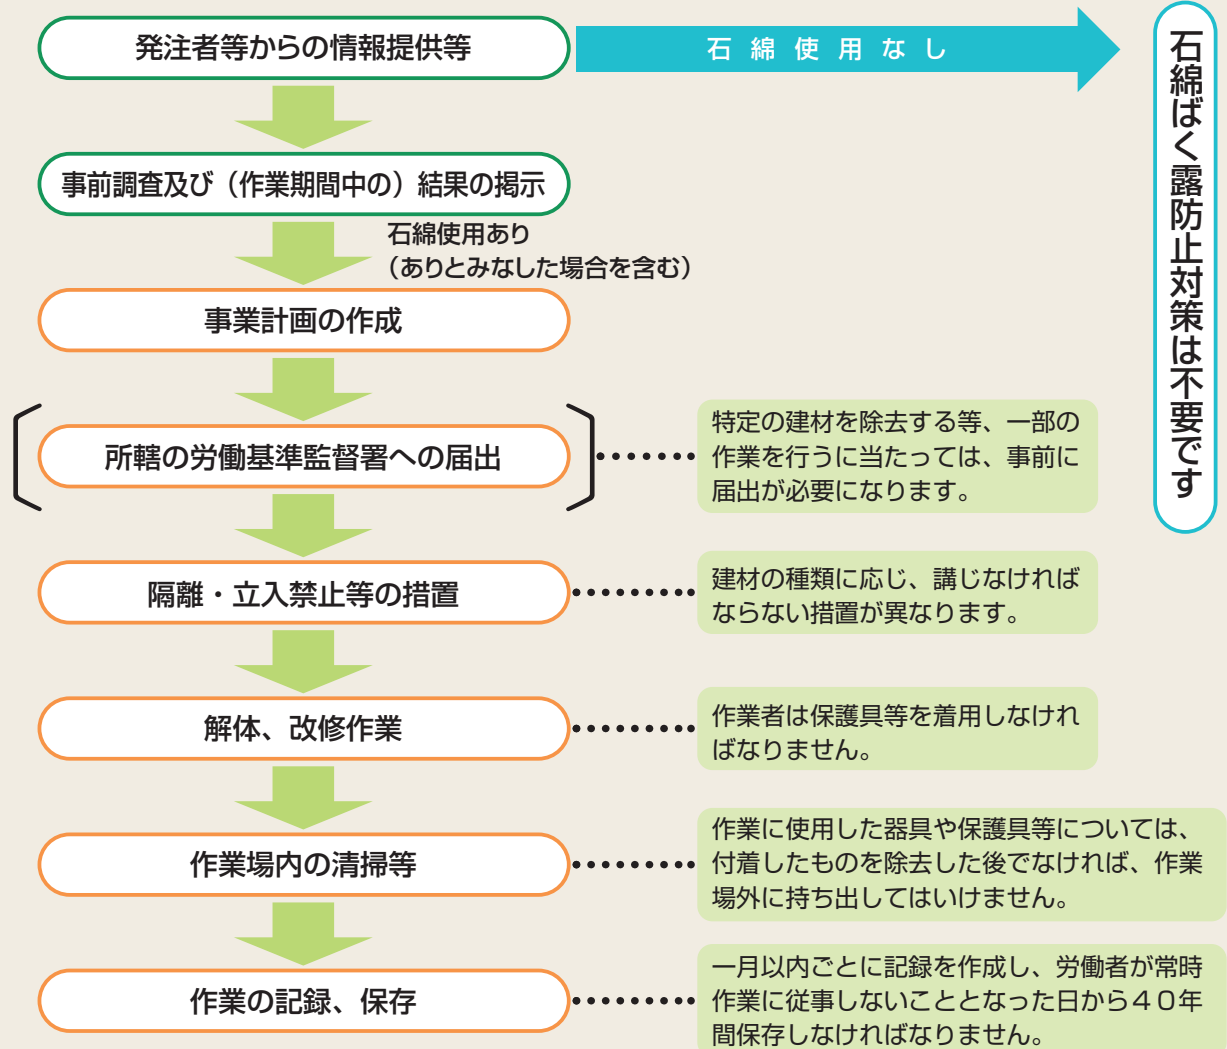 発注者等からの情報提供等
石綿使用なし
石綿ばく露防止対策は不要です
事前調査及び（作業期間中の）結果の掲示
石綿使用あり
（ありとみなした場合を含む）
事業計画の作成
所轄の労働基準監督署への届出
特定の建材を除去する等、一部の
作業を行うに当たっては、事前に
届出が必要になります。
隔離・立入禁止等の措置
建材の種類に応じ、講じなければ
ならない措置が異なります。
解体、改修作業
作業者は保護具等を着用しなけれ
ばなりません。
作業場内の清掃等
作業に使用した器具や保護具等については、
付着したものを除去した後でなければ、作業
場外に持ち出してはいけません。
作業の記録、保存
一月以内ごとに記録を作成し、労働者が常時
作業に従事しないこととなった日から４０年
間保存しなければなりません。